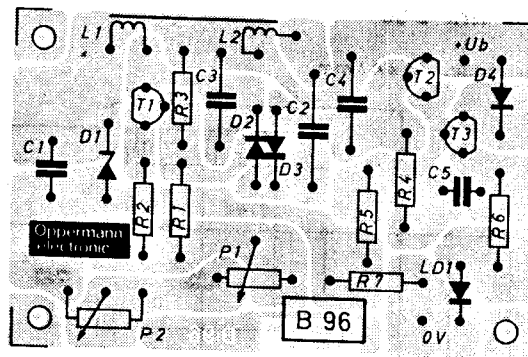 L1
L2
+Ub
C3
C4
T2
D4
T1
R3
C2
D2
T3
C1
D1
D3
R2
R1
R5
R4
C5
R6
Oppermann
electronic
P1
R7
LD1
P2
B 96
0V